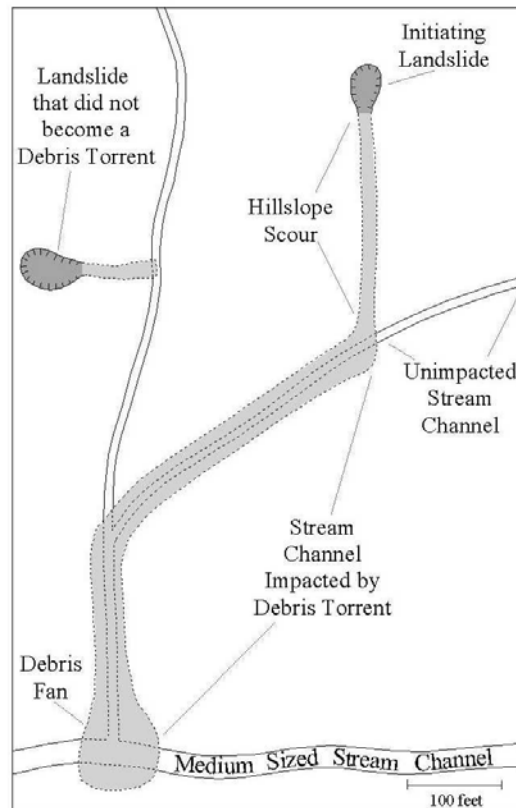 Initiating
Landslide
Landslide
that did not
become a
Debris Torrent
Hillslope
Scour
Unimpacted
Stream
Channel
Stream
Channel
Impacted by
Debris Torrent
Debris
Fan
Medium Sized Stream Channel
100 feet